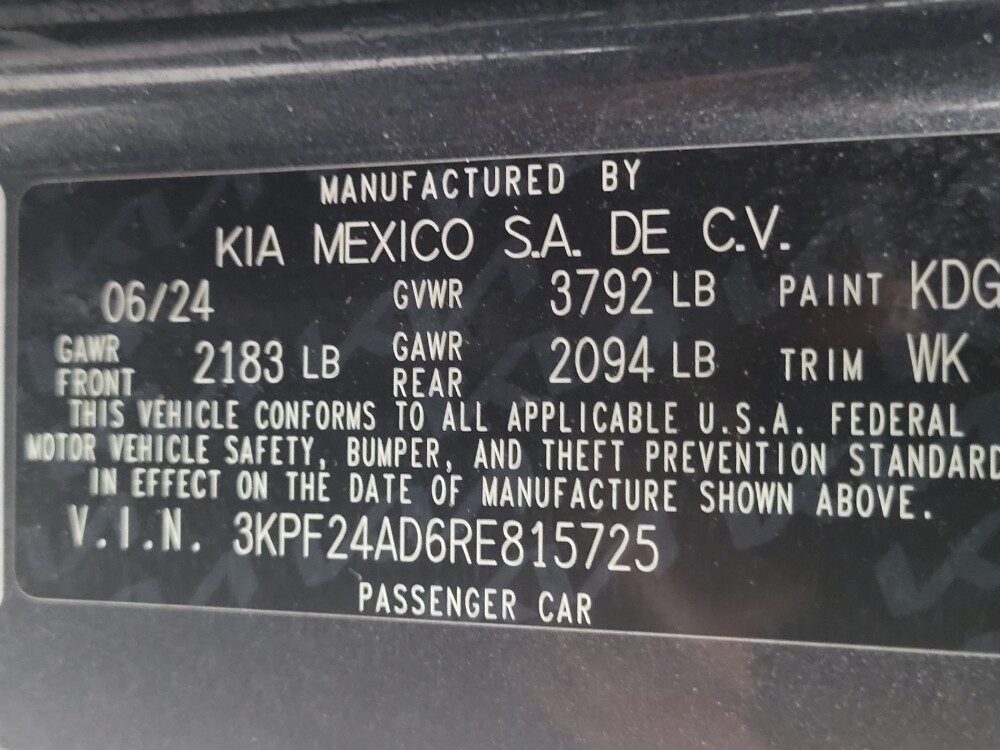 MANUFACTURED BY
KIA MEXICO S.A. DE C.V.
06/24 GVWR 3792 LB PAINT KDG
GAWR FRONT 2183 LB GAWR REAR 2094 LB TRIM WK
THIS VEHICLE CONFORMS TO ALL APPLICABLE U.S.A. FEDERAL
MOTOR VEHICLE SAFETY, BUMPER, AND THEFT PREVENTION STANDARD
IN EFFECT ON THE DATE OF MANUFACTURE SHOWN ABOVE.
V.I.N. 3KPF24AD6RE815725
PASSENGER CAR